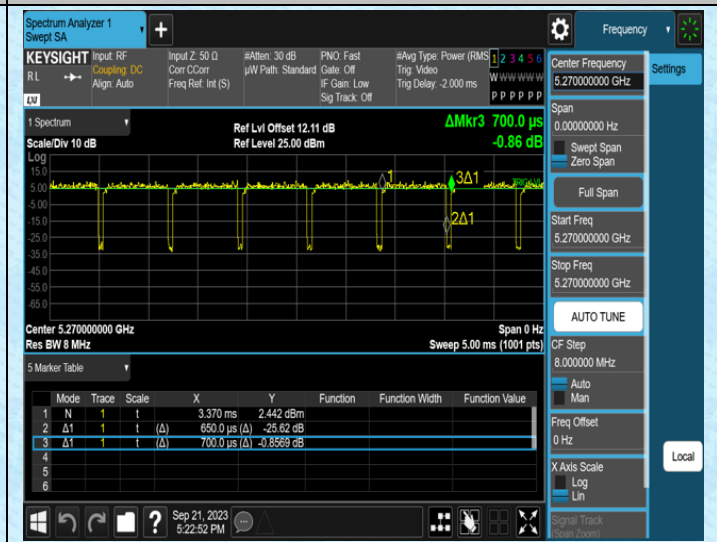 Spectrum Analyzer 1
Swept SA
+
Frequency
KEYSIGHT Input: RF Input Z: 50 Ω #Atten: 30 dB PNO: Fast #Avg Type: Power (RMS 1 2 3 4 5 6
RL Coupling: DC Corr CCorr µW Path: Standard Gate: Off Trig: Video W W W W W W
Align: Auto Freq Ref: Int (S) IF Gain: Low Trig Delay: -2.000 ms
LXI Sig Track: Off P P P P P P
1 Spectrum
Ref Lvl Offset 12.11 dB ΔMkr3 700.0 µs
Scale/Div 10 dB Ref Level 25.00 dBm -0.86 dB
Log
15.0
5.00
-5.00
-15.0
-25.0
-35.0
-45.0
-55.0
-65.0
1
3Δ1
2Δ1
Center 5.270000000 GHz Span 0 Hz
Res BW 8 MHz Sweep 5.00 ms (1001 pts)
5 Marker Table
Mode Trace Scale X Y Function Function Width Function Value
1 N 1 t 3.370 ms 2.442 dBm
2 Δ1 1 t (Δ) 650.0 µs (Δ) -25.62 dB
3 Δ1 1 t (Δ) 700.0 µs (Δ) -0.8569 dB
4
5
6
Sep 21, 2023
5:22:52 PM
Center Frequency
5.270000000 GHz
Span
0.00000000 Hz
Swept Span
Zero Span
Full Span
Start Freq
5.270000000 GHz
Stop Freq
5.270000000 GHz
AUTO TUNE
CF Step
8.000000 MHz
Auto
Man
Freq Offset
0 Hz
X Axis Scale
Log
Lin
Signal Track
(Span Zoom)
Settings
Local